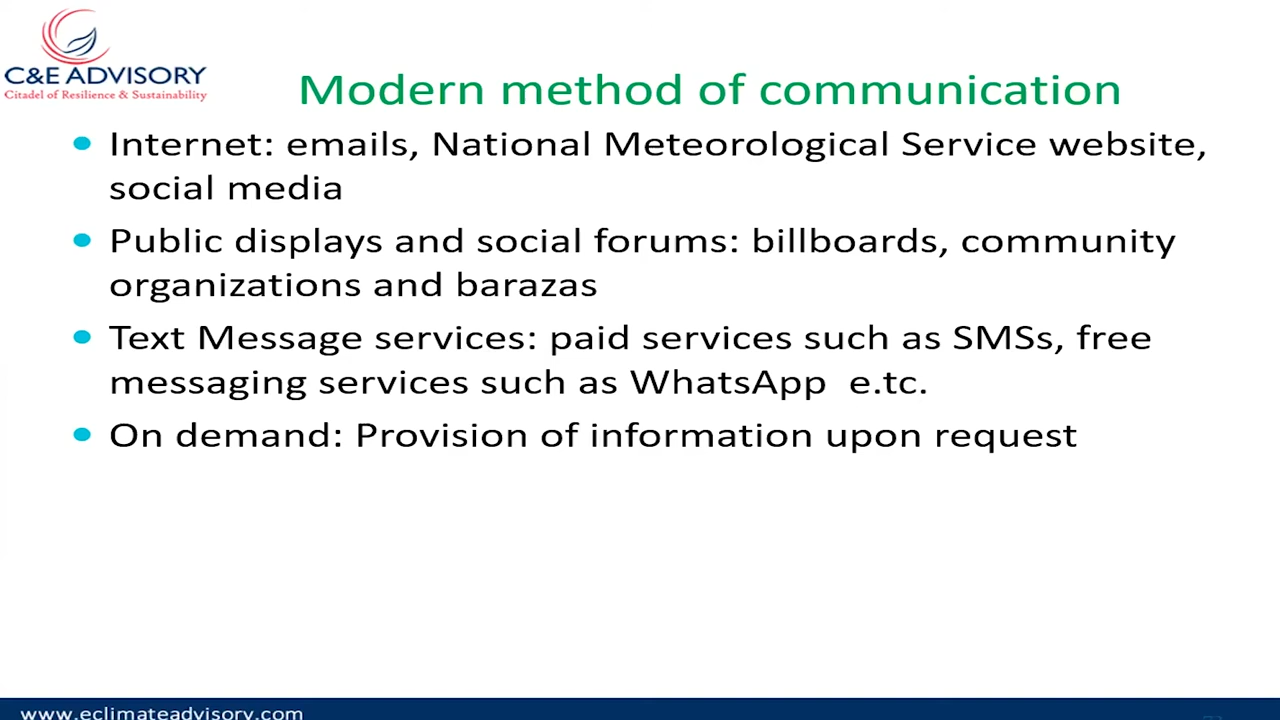 C&E ADVISORY
Citadel of Resilience & Sustainability
Modern method of communication
Internet: emails, National Meteorological Service website,
social media
Public displays and social forums: billboards, community
organizations and barazas
Text Message services: paid services such as SMSs, free
messaging services such as WhatsApp e.tc.
On demand: Provision of information upon request
www.eclimateadvisory.com